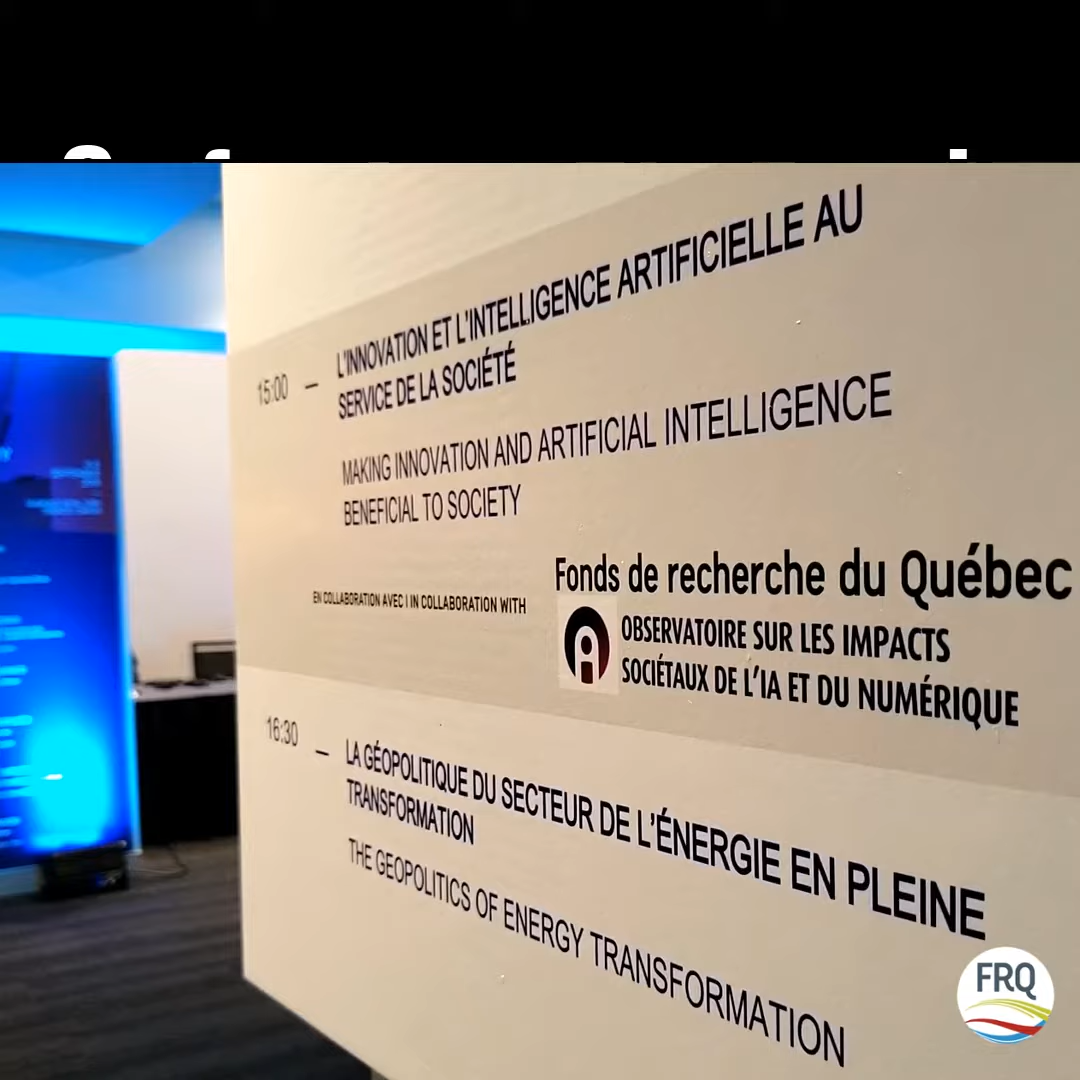 15:00 — L'INNOVATION ET L'INTELLIGENCE ARTIFICIELLE AU
SERVICE DE LA SOCIÉTÉ
MAKING INNOVATION AND ARTIFICIAL INTELLIGENCE
BENEFICIAL TO SOCIETY
EN COLLABORATION AVEC | IN COLLABORATION WITH
Fonds de recherche du Québec
OBSERVATOIRE SUR LES IMPACTS
SOCIÉTAUX DE L'IA ET DU NUMÉRIQUE
16:30 — LA GÉOPOLITIQUE DU SECTEUR DE L'ÉNERGIE EN PLEINE
TRANSFORMATION
THE GEOPOLITICS OF ENERGY TRANSFORMATION
FRQ